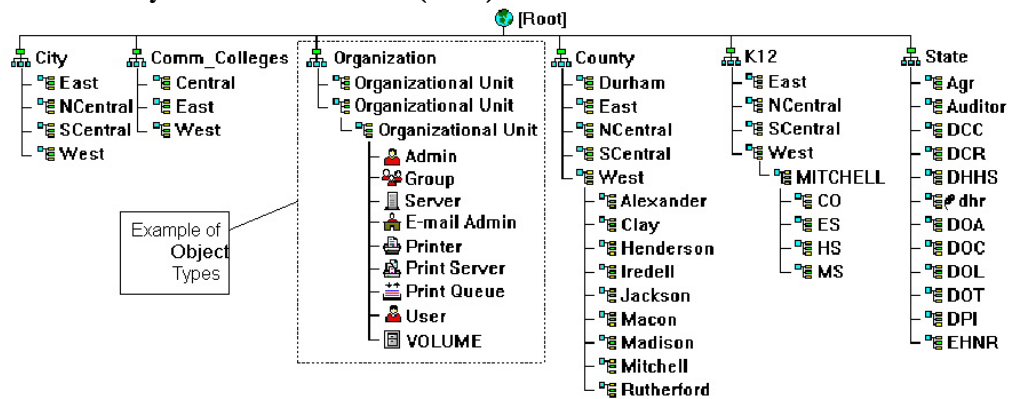 [Root]
City
East
NCentral
SCentral
West
Comm_Colleges
Central
East
West
Organization
Organizational Unit
Organizational Unit
Organizational Unit
Admin
Group
Server
E-mail Admin
Printer
Print Server
Print Queue
User
VOLUME
Example of
Object
Types
County
Durham
East
NCentral
SCentral
West
Alexander
Clay
Henderson
Iredell
Jackson
Macon
Madison
Mitchell
Rutherford
K12
East
NCentral
SCentral
West
MITCHELL
CO
ES
HS
MS
State
Agr
Auditor
DCC
DCR
DHHS
dhr
DOA
DOC
DOL
DOT
DPI
EHNR